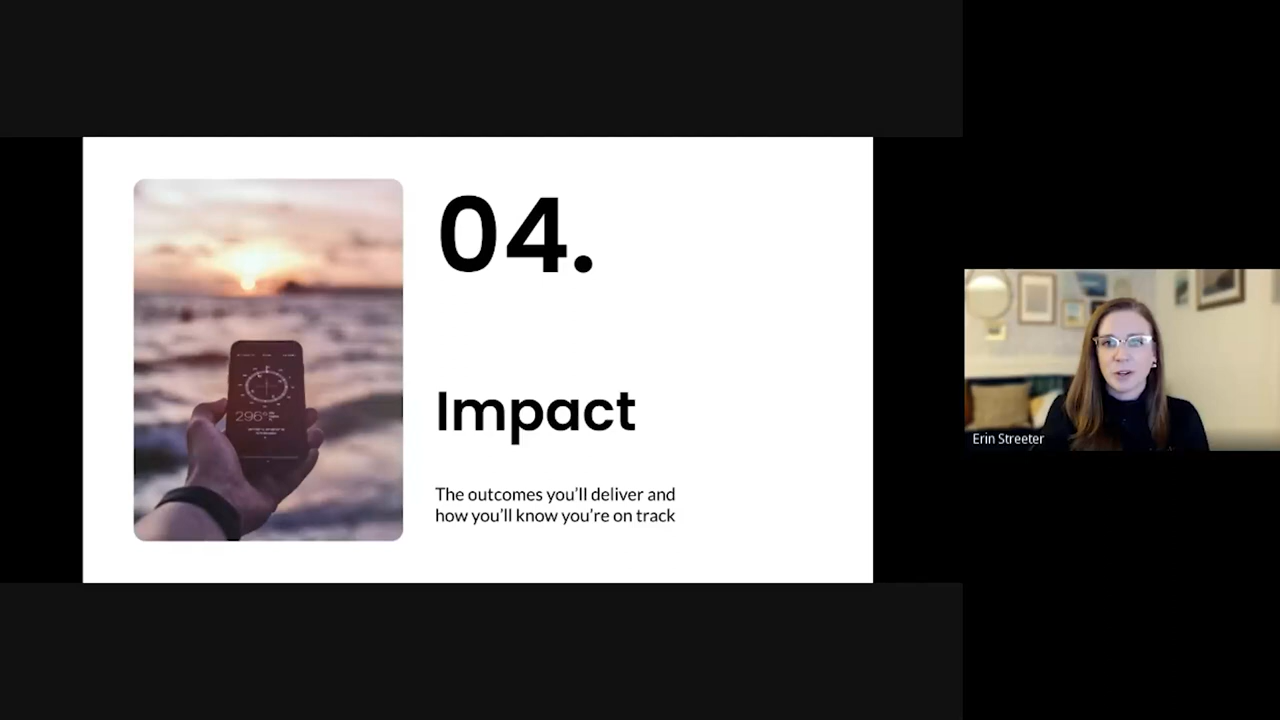 04.
Impact
The outcomes you'll deliver and
how you'll know you're on track
296°
Erin Streeter